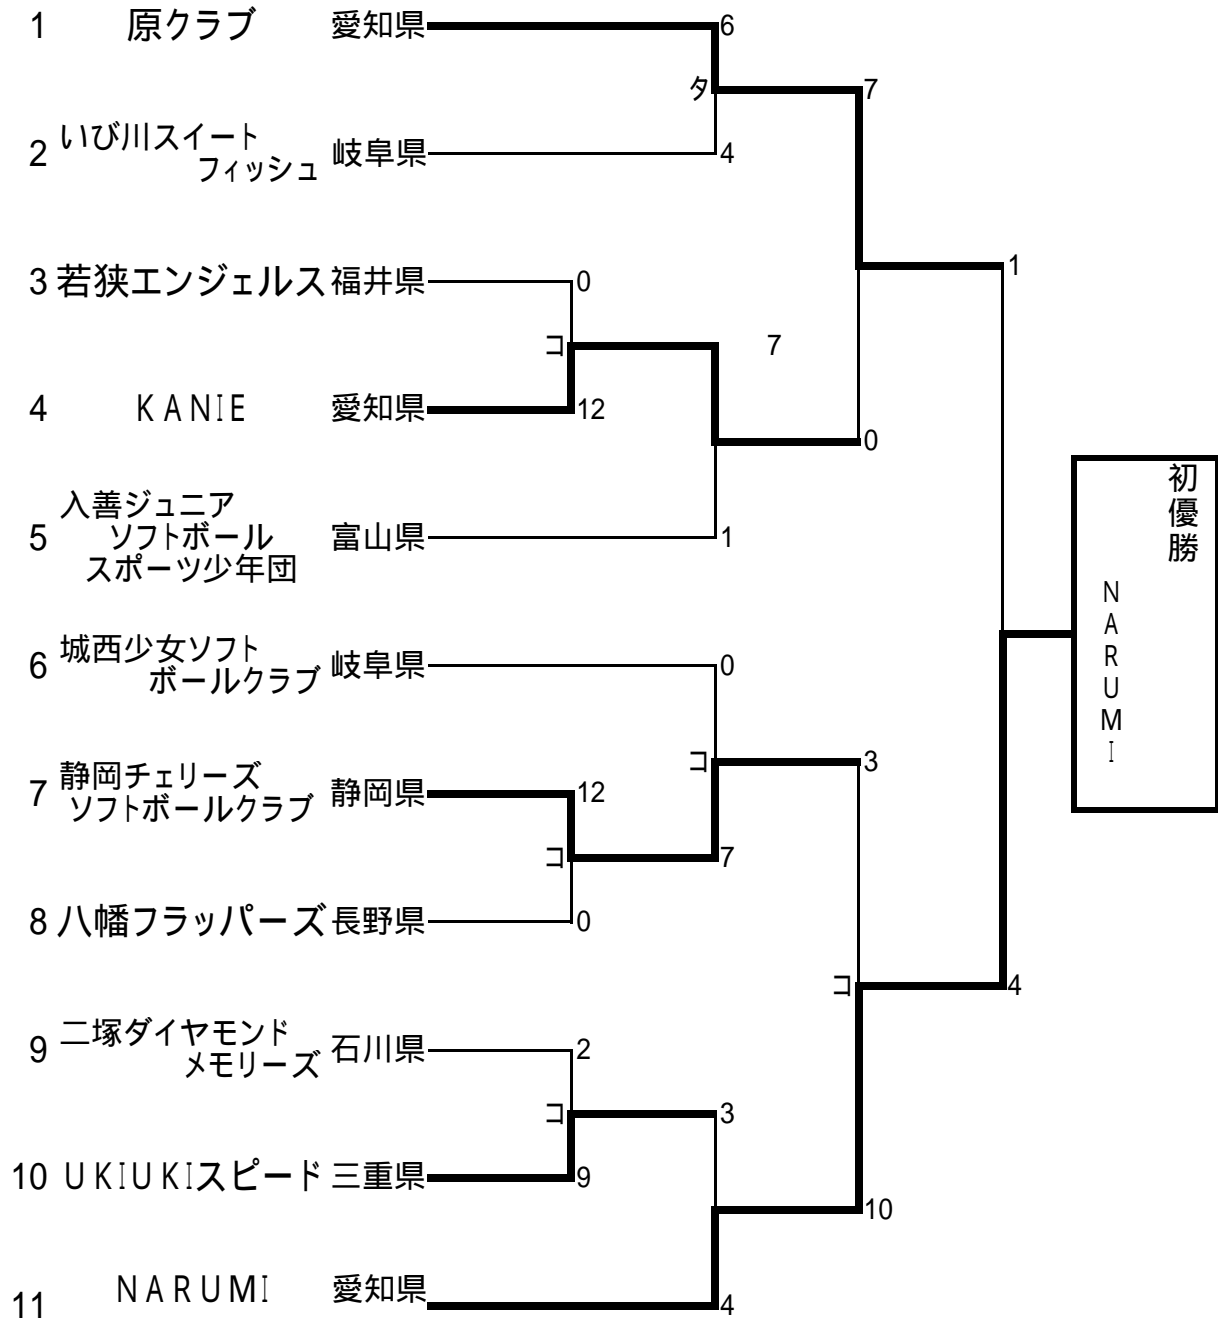 1 原クラブ 愛知県 6
タ 7
2 いび川スイート
フィッシュ 岐阜県 4
1
3 若狭エンジェルス 福井県 0
コ 7
4 KANIE 愛知県 12
0
5 入善ジュニア
ソフトボール
スポーツ少年団 富山県 1
6 城西少女ソフト
ボールクラブ 岐阜県 0
コ 3
7 静岡チェリーズ
ソフトボールクラブ 静岡県 12
コ 7
8 八幡フラッパーズ 長野県 0
コ 4
9 二塚ダイヤモンド
メモリーズ 石川県 2
コ 3
10 UKIUKIスピード 三重県 9
10
11 NARUMI 愛知県 4
初優勝
NARUMI